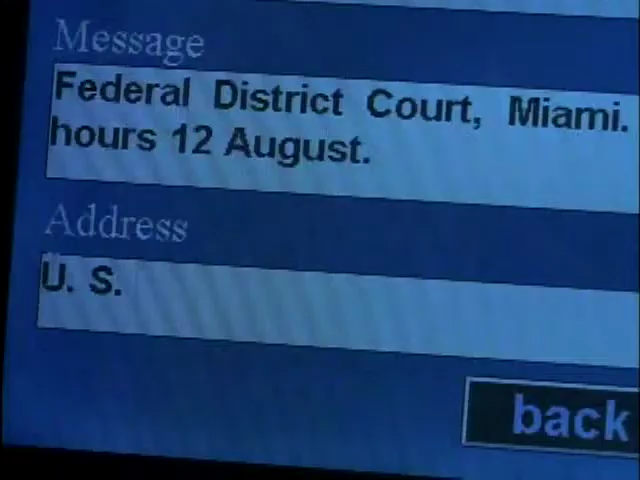 Message
Federal District Court, Miami.
hours 12 August.
Address
U. S.
back